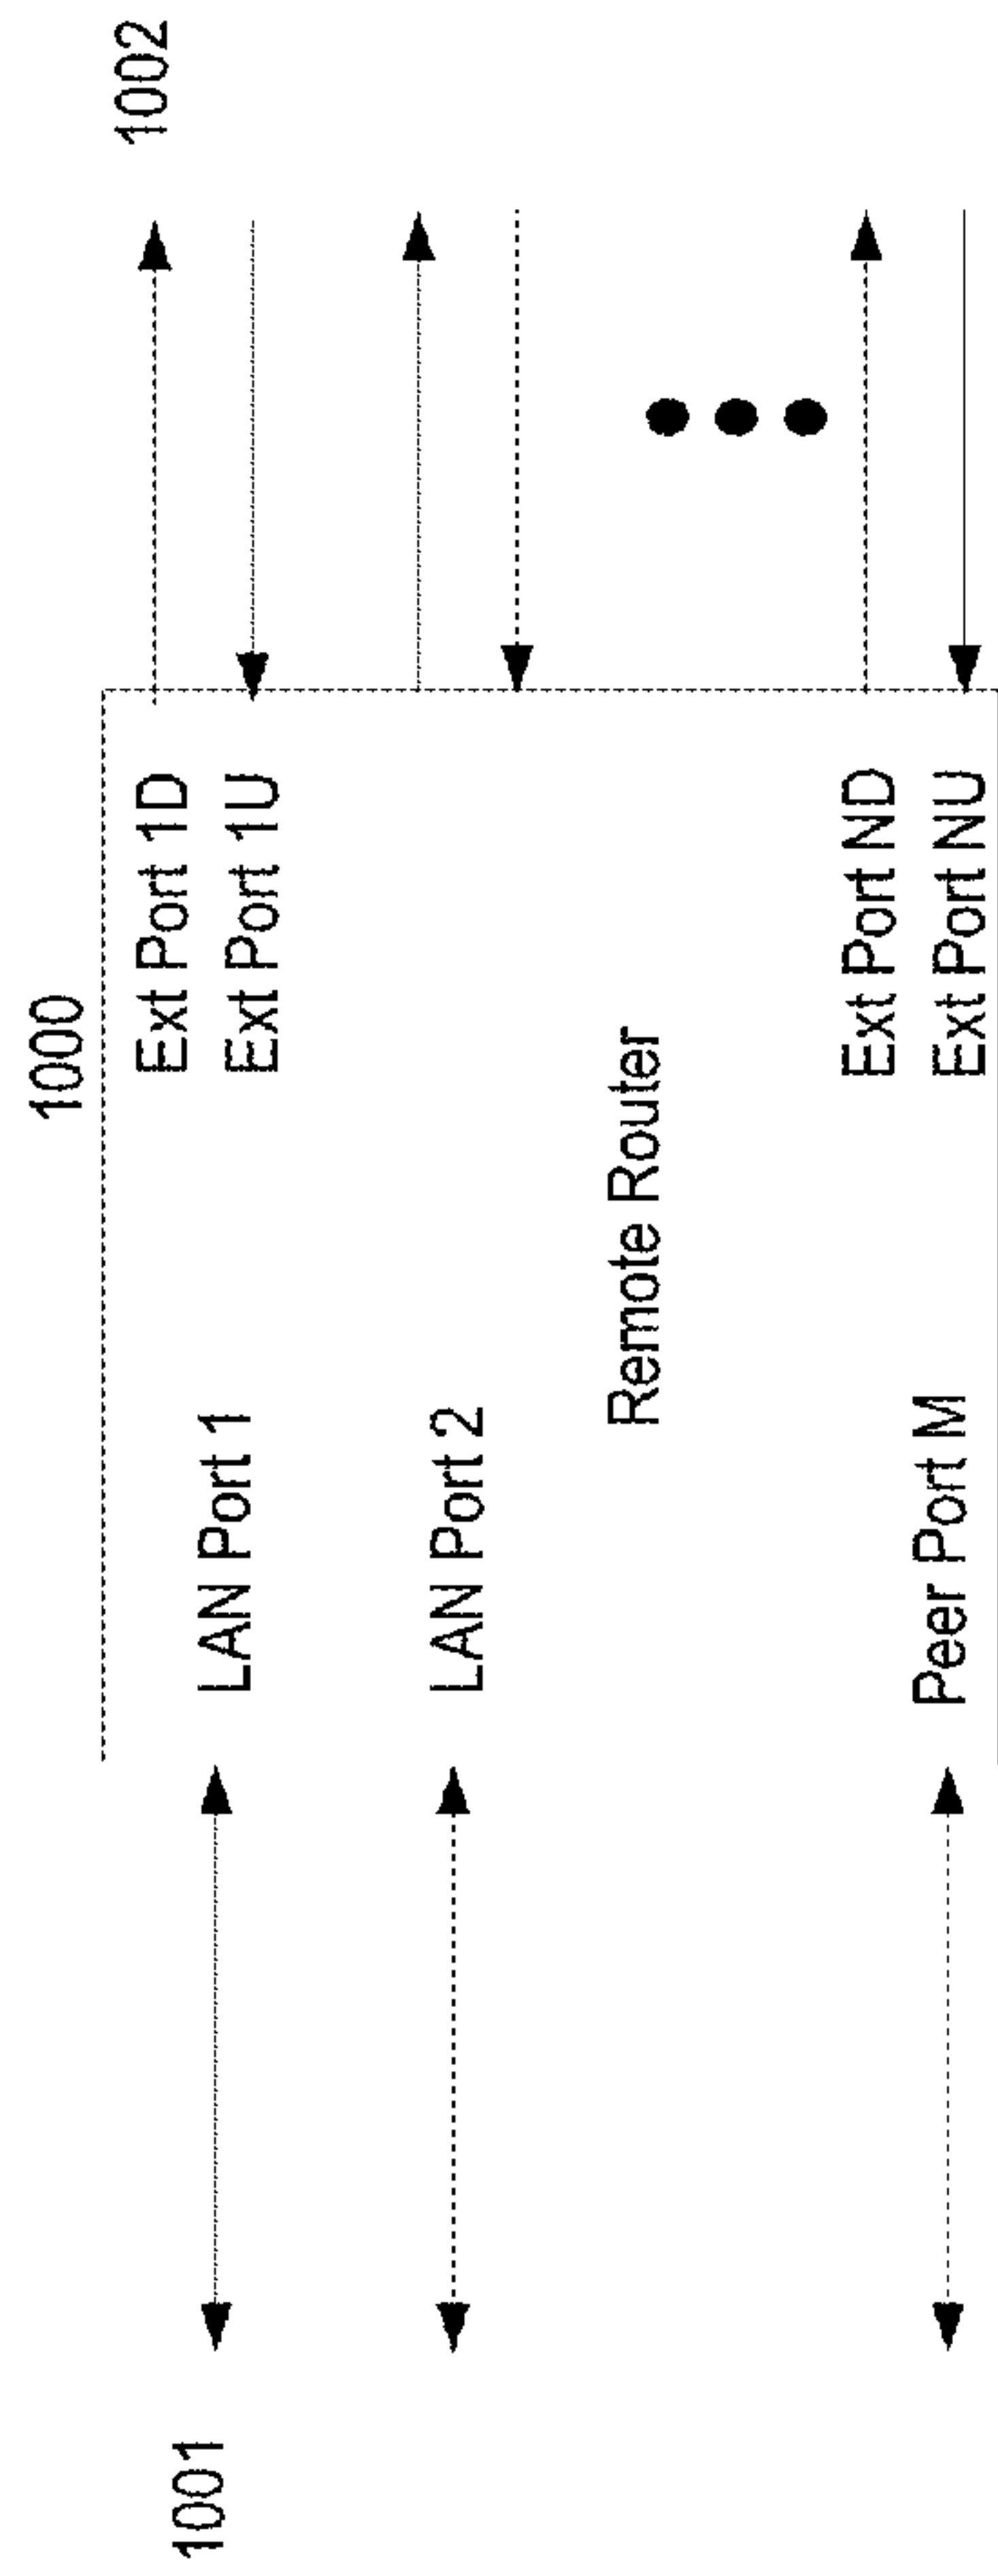 1000
1001
1002
LAN Port 1
Ext Port 1D
Ext Port 1U
LAN Port 2
Remote Router
Peer Port M
Ext Port ND
Ext Port NU